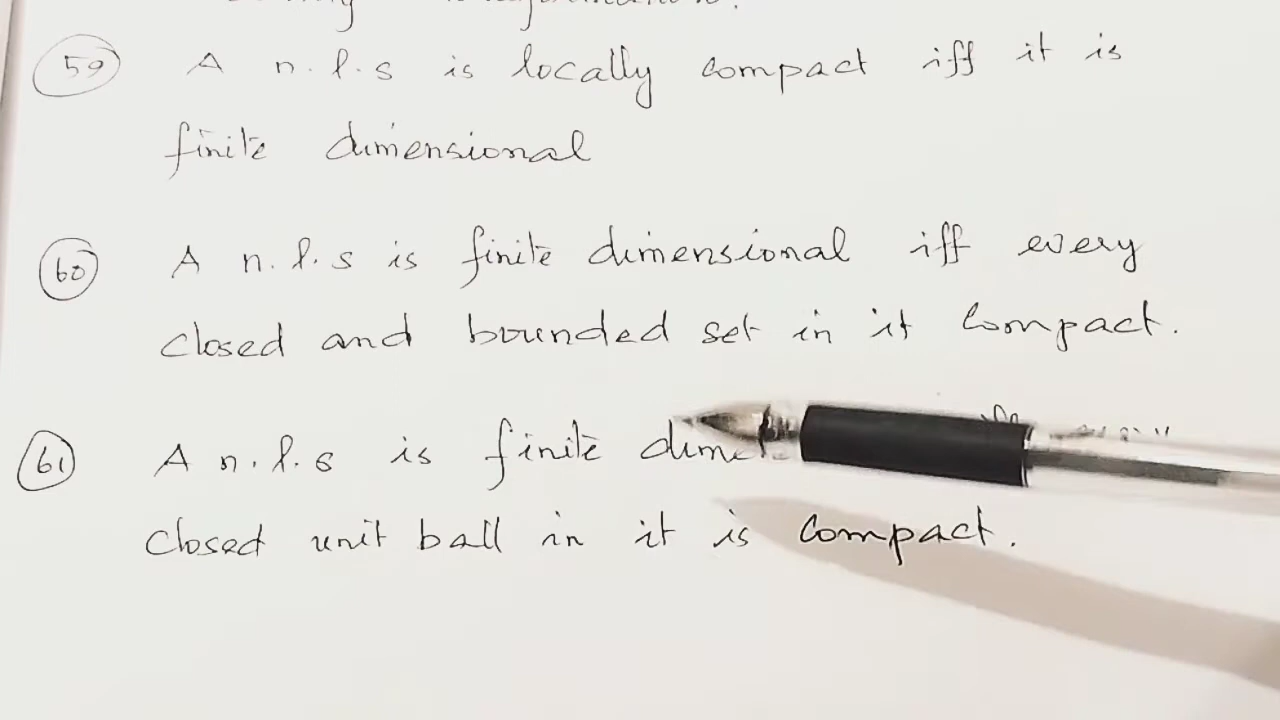 59 A n.l.s is locally compact iff it is
finite dimensional
60 A n.l.s is finite dimensional iff every
closed and bounded set in it compact.
61 A n.l.s is finite
closed unit ball in it is compact.